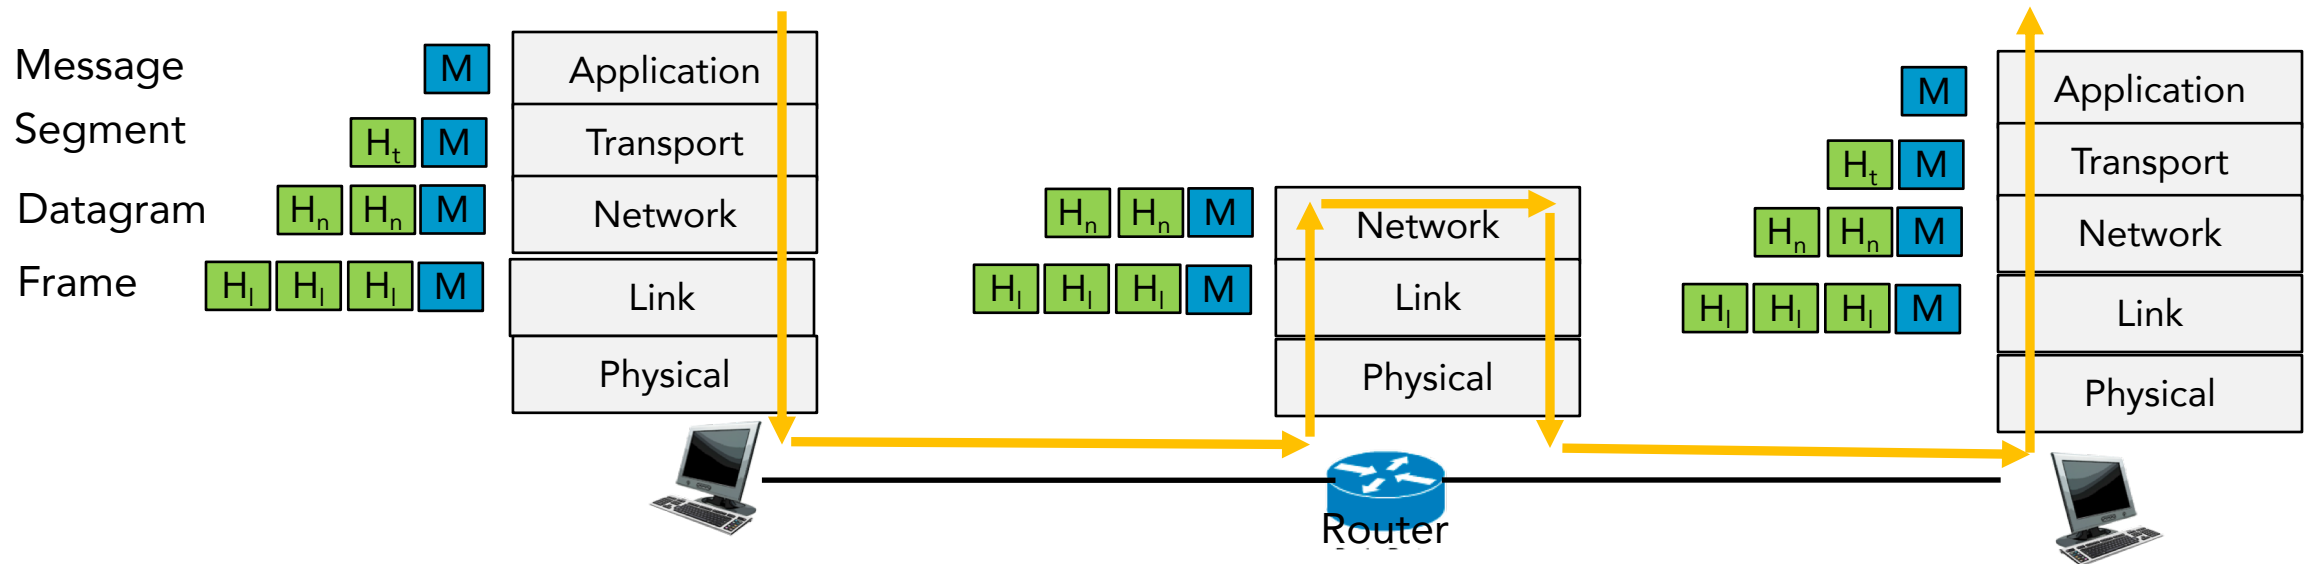 Message M Application
Segment Ht M Transport
Datagram Hn Hn M Network
Frame Hl Hl Hl M Link
Physical
Hn Hn M Network
Hl Hl Hl M Link
Physical
Router
M Application
Ht M Transport
Hn Hn M Network
Hl Hl Hl M Link
Physical